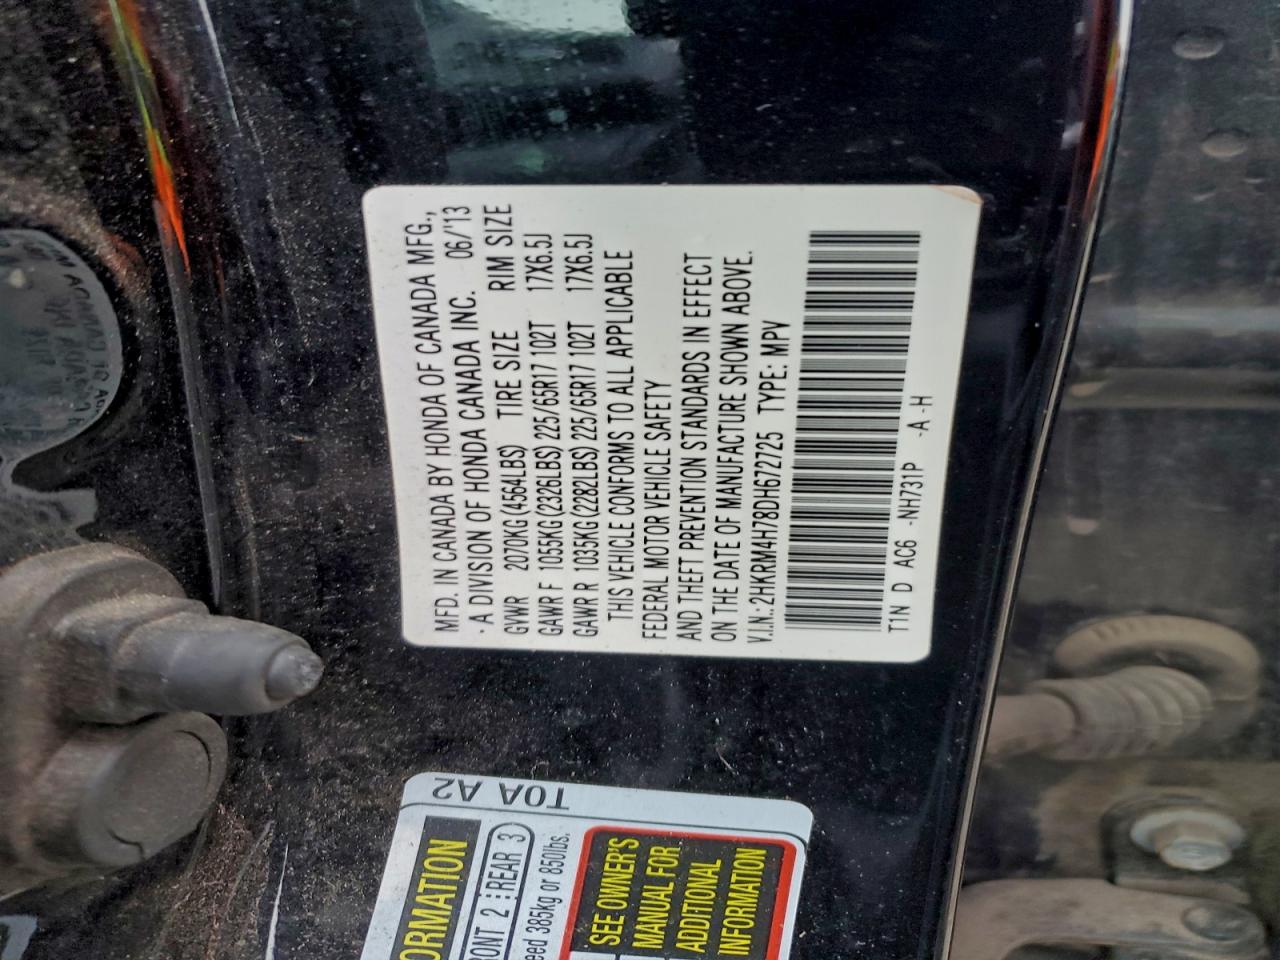 MFD. IN CANADA BY HONDA OF CANADA MFG.,
- A DIVISION OF HONDA CANADA INC. 06/'13
GVWR 2070KG(4564LBS) TIRE SIZE RIM SIZE
GAWR F 1055KG(2326LBS) 225/65R17 102T 17X6.5J
GAWR R 1035KG(2282LBS) 225/65R17 102T 17X6.5J
THIS VEHICLE CONFORMS TO ALL APPLICABLE
FEDERAL MOTOR VEHICLE SAFETY
AND THEFT PREVENTION STANDARDS IN EFFECT
ON THE DATE OF MANUFACTURE SHOWN ABOVE.
V.I.N.:2HKRM4H78DH672725 TYPE: MPV
T1N D AC6 -NH731P -A-H
T0A A2
ORMATION
ONT 2 REAR 3
eed 385kg or 850lbs.
SEE OWNER'S
MANUAL FOR
ADDITIONAL
INFORMATION